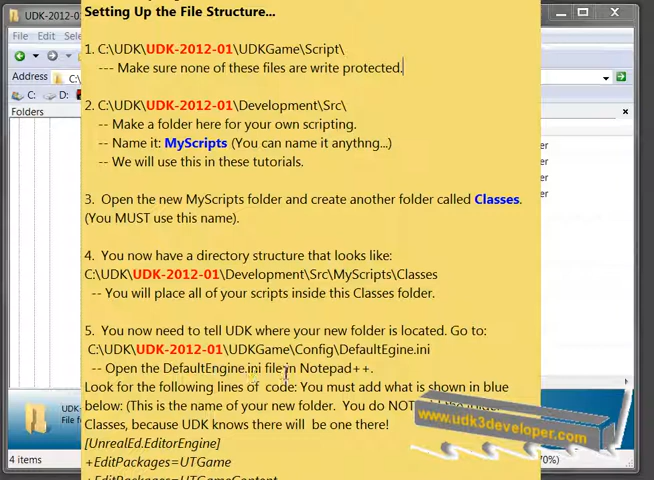 UDK-2012-01
Setting Up the File Structure...
File
Edit
Address
C:
C:
D:
Folders
1. C:\UDK\UDK-2012-01\UDKGame\Script\
--- Make sure none of these files are write protected.
2. C:\UDK\UDK-2012-01\Development\Src\
-- Make a folder here for your own scripting.
-- Name it: MyScripts (You can name it anythng...)
-- We will use this in these tutorials.
3. Open the new MyScripts folder and create another folder called Classes.
(You MUST use this name).
4. You now have a directory structure that looks like:
C:\UDK\UDK-2012-01\Development\Src\MyScripts\Classes
-- You will place all of your scripts inside this Classes folder.
5. You now need to tell UDK where your new folder is located. Go to:
C:\UDK\UDK-2012-01\UDKGame\Config\DefaultEgine.ini
-- Open the DefaultEngine.ini file in Notepad++.
Look for the following lines of code: You must add what is shown in blue
below: (This is the name of your new folder. You do NOT
Classes, because UDK knows there will be one there!
[UnrealEd.EditorEngine]
+EditPackages=UTGame
+EditPackages=UTGameContent
www.udk3developer.com
4 items